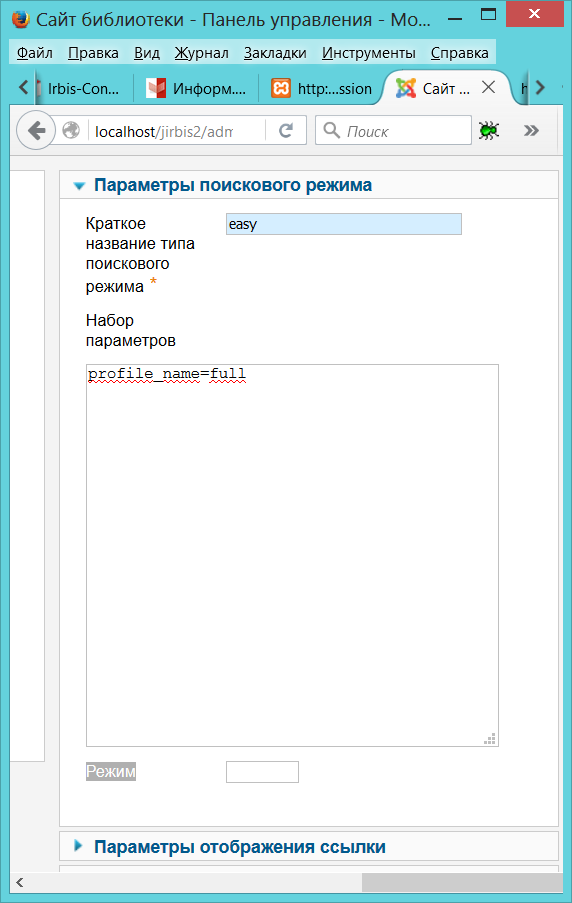 Сайт библиотеки - Панель управления - Mo...
Файл Правка Вид Журнал Закладки Инструменты Справка
Irbis-Con... Информ.... http:...ssion Сайт ...
localhost/jirbis2/adm Поиск
Параметры поискового режима
Краткое
название типа
поискового
режима *
easy
Набор
параметров
profile_name=full
Режим
Параметры отображения ссылки